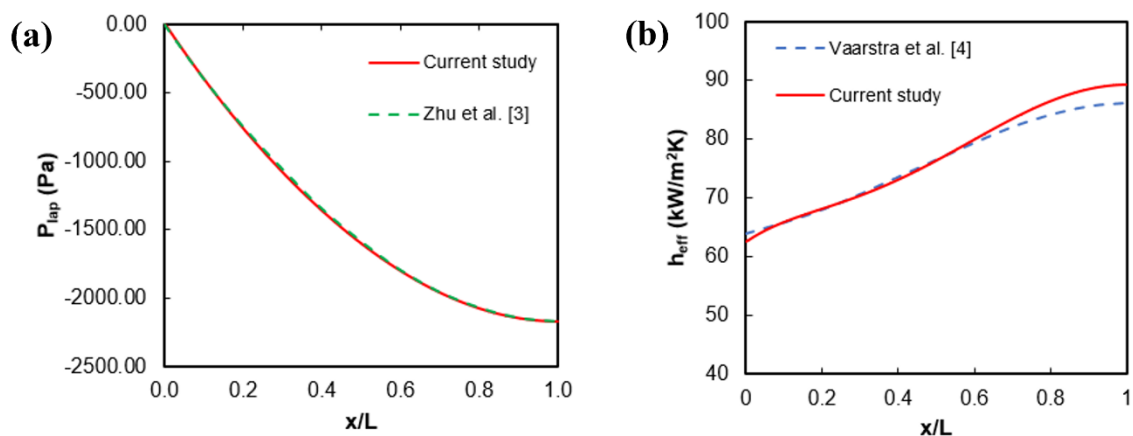 (a)
0.00
-500.00
-1000.00
-1500.00
-2000.00
-2500.00
P_lap (Pa)
Current study
Zhu et al. [3]
0.0 0.2 0.4 0.6 0.8 1.0
x/L
(b)
100
90
80
70
60
50
40
h_eff (kW/m²K)
Vaarstra et al. [4]
Current study
0 0.2 0.4 0.6 0.8 1
x/L